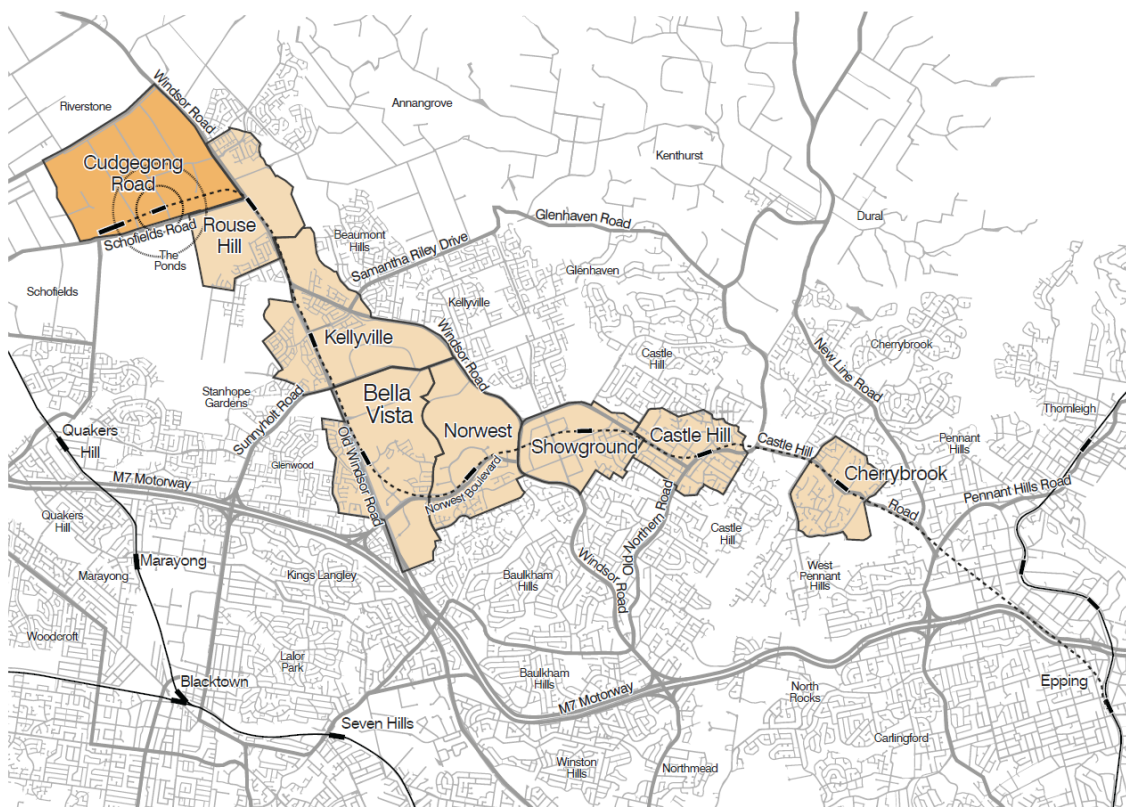 Windsor Road
Riverstone
Annangrove
Cudgegong
Road
Kenthurst
Dural
Glenhaven Road
Rouse
Hill
Schofields Road
The
Ponds
Beaumont
Hills
Samantha Riley Drive
Glenhaven
Schofields
Kellyville
Kellyville
Windsor Road
New Line Road
Cherrybrook
Castle
Hill
Stanhope
Gardens
Bella
Vista
Thornleigh
Sunnyholt Road
Quakers
Hill
Norwest
Showground
Castle Hill
Castle Hill
Road
Pennant
Hills
Old Windsor Road
Glenwood
Norwest Boulevard
Cherrybrook
Pennant Hills Road
M7 Motorway
Quakers
Hill
Old Northern Road
Castle
Hill
Marayong
Marayong
Kings Langley
Baulkham
Hills
Windsor Road
West
Pennant
Hills
Woodcroft
Lalor
Park
Blacktown
Baulkham
Hills
M7 Motorway
North
Rocks
Epping
Seven Hills
Carlingford
Winston
Hills
Northmead